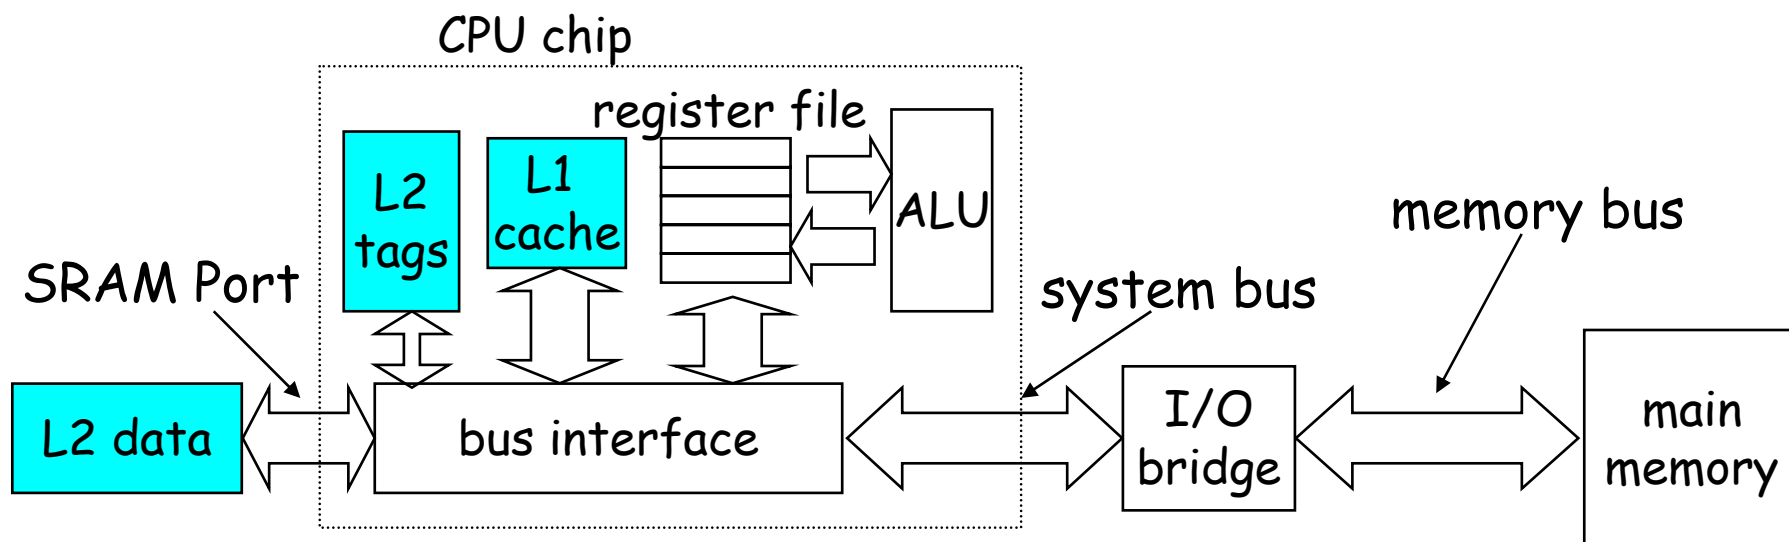 CPU chip
register file
L2
tags
L1
cache
ALU
memory bus
SRAM Port
system bus
L2 data
bus interface
I/O
bridge
main
memory